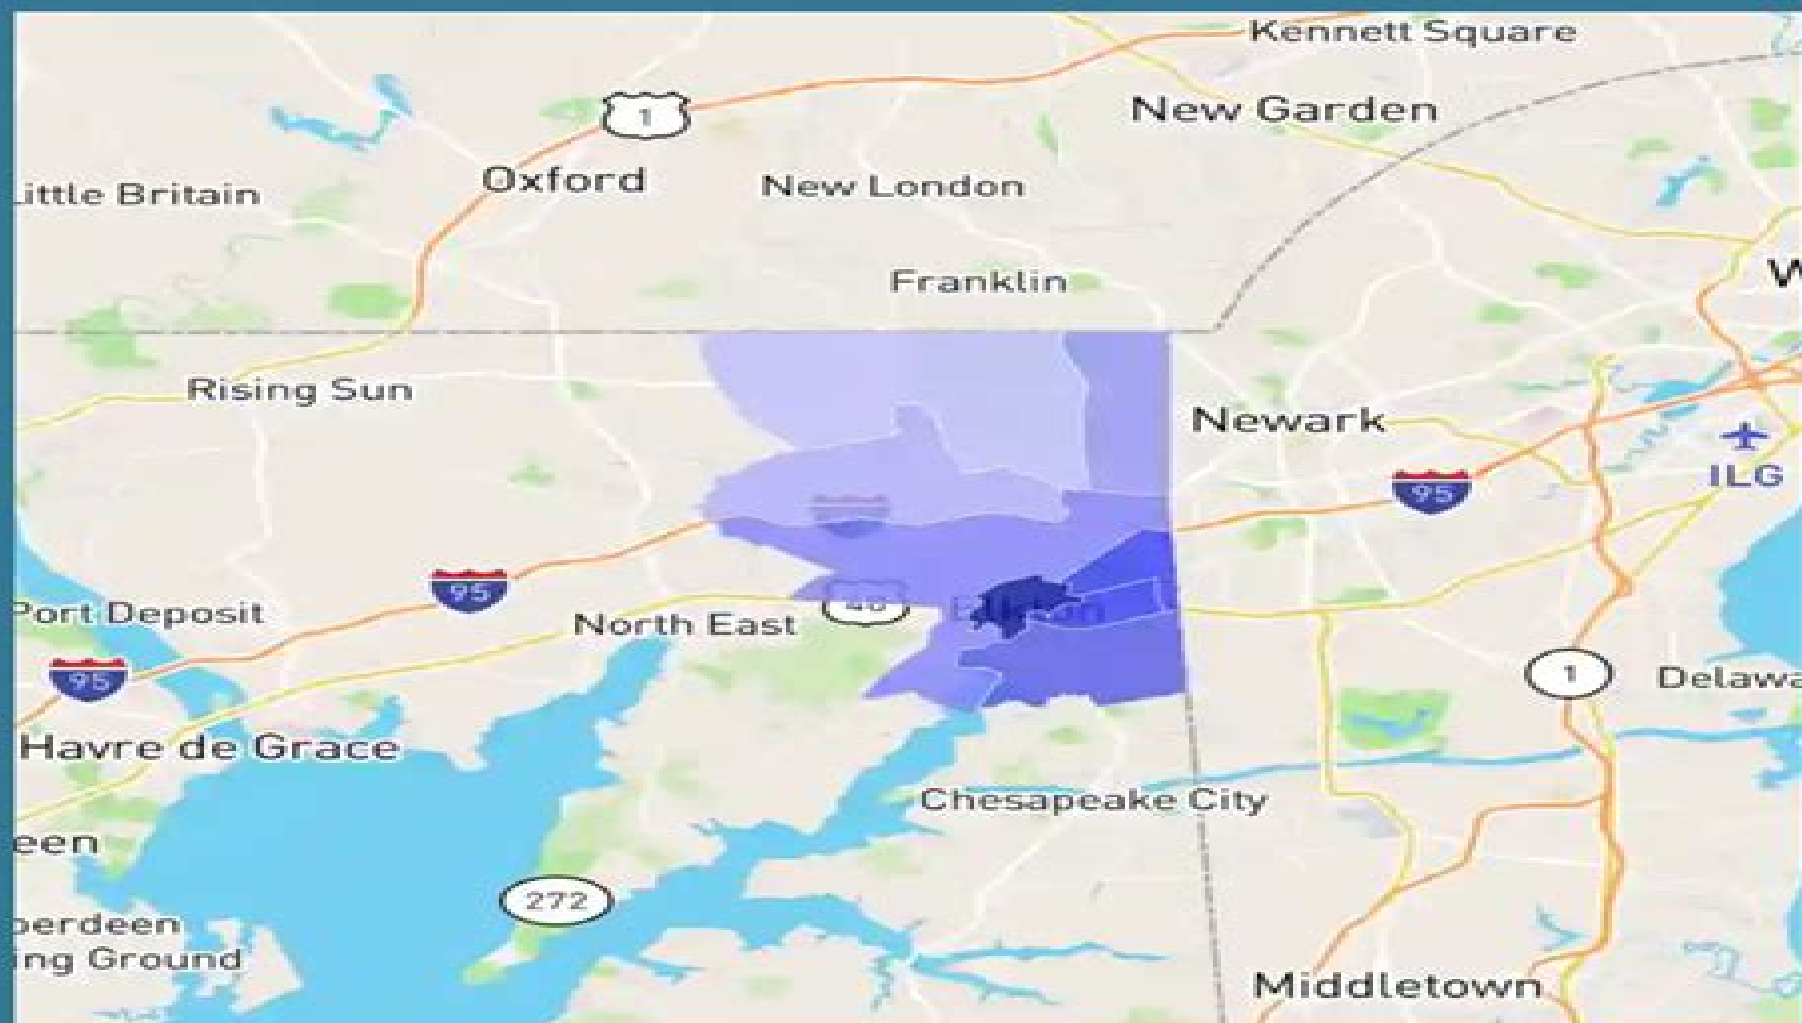 Kennett Square
New Garden
1
Oxford
New London
ittle Britain
Franklin
W
Rising Sun
Newark
95
ILG
95
Port Deposit
North East
95
1
Delawa
Havre de Grace
Chesapeake City
een
272
berdeen
ing Ground
Middletown